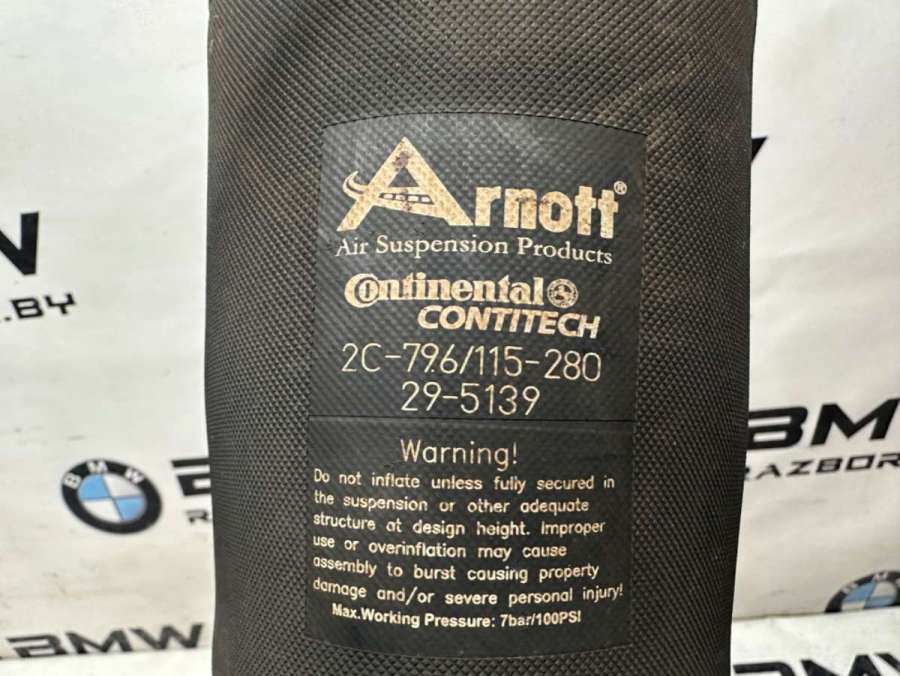 Arnott®
Air Suspension Products
Continental
CONTITECH
2C-79.6/115-280
29-5139
Warning!
Do not inflate unless fully secured in
the suspension or other adequate
structure at design height. Improper
use or overinflation may cause
assembly to burst causing property
damage and/or severe personal injury!
Max.Working Pressure: 7bar/100PSI
.BY
BMW
BMW
RAZBOR
BMW